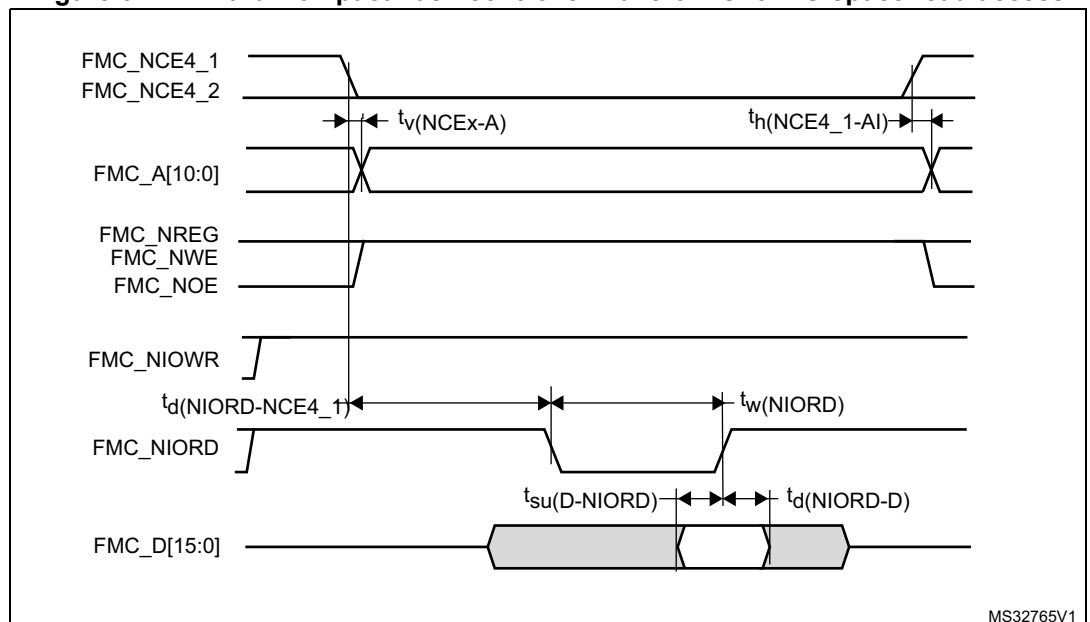 FMC_NCE4_1
FMC_NCE4_2
tv(NCEx-A)
th(NCE4_1-AI)
FMC_A[10:0]
FMC_NREG
FMC_NWE
FMC_NOE
FMC_NIOWR
td(NIORD-NCE4_1)
tw(NIORD)
FMC_NIORD
tsu(D-NIORD)
td(NIORD-D)
FMC_D[15:0]
MS32765V1